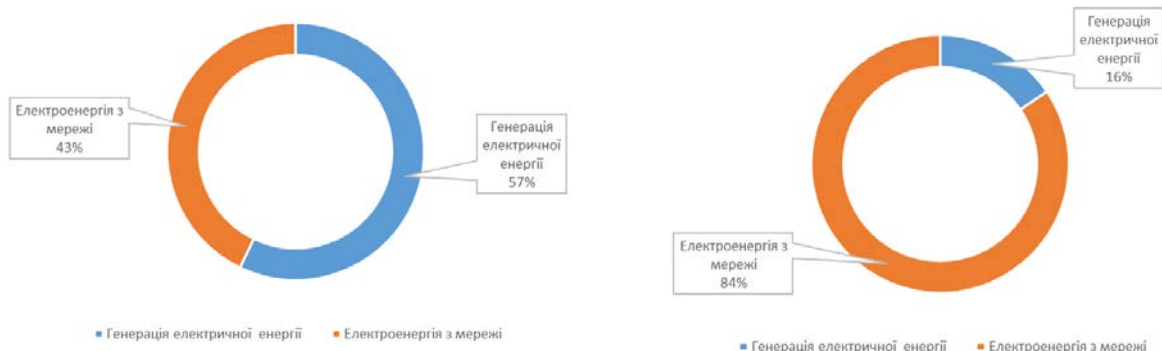 Електроенергія з
мережі
43%
Генерація
електричної
енергії
57%
Генерація електричної енергії
Електроенергія з мережі
Генерація
електричної
енергії
16%
Електроенергія з
мережі
84%
Генерація електричної енергії
Електроенергія з мережі